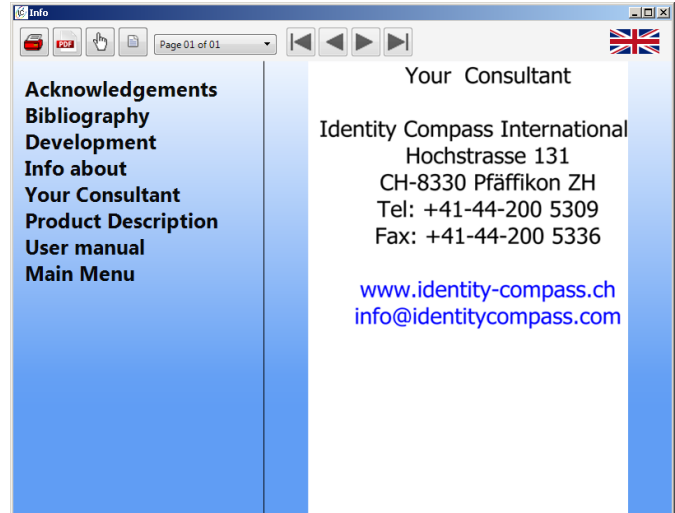 Info
PDF
Page 01 of 01
Acknowledgements
Bibliography
Development
Info about
Your Consultant
Product Description
User manual
Main Menu
Your Consultant
Identity Compass International
Hochstrasse 131
CH-8330 Pfäffikon ZH
Tel: +41-44-200 5309
Fax: +41-44-200 5336
www.identity-compass.ch
info@identitycompass.com